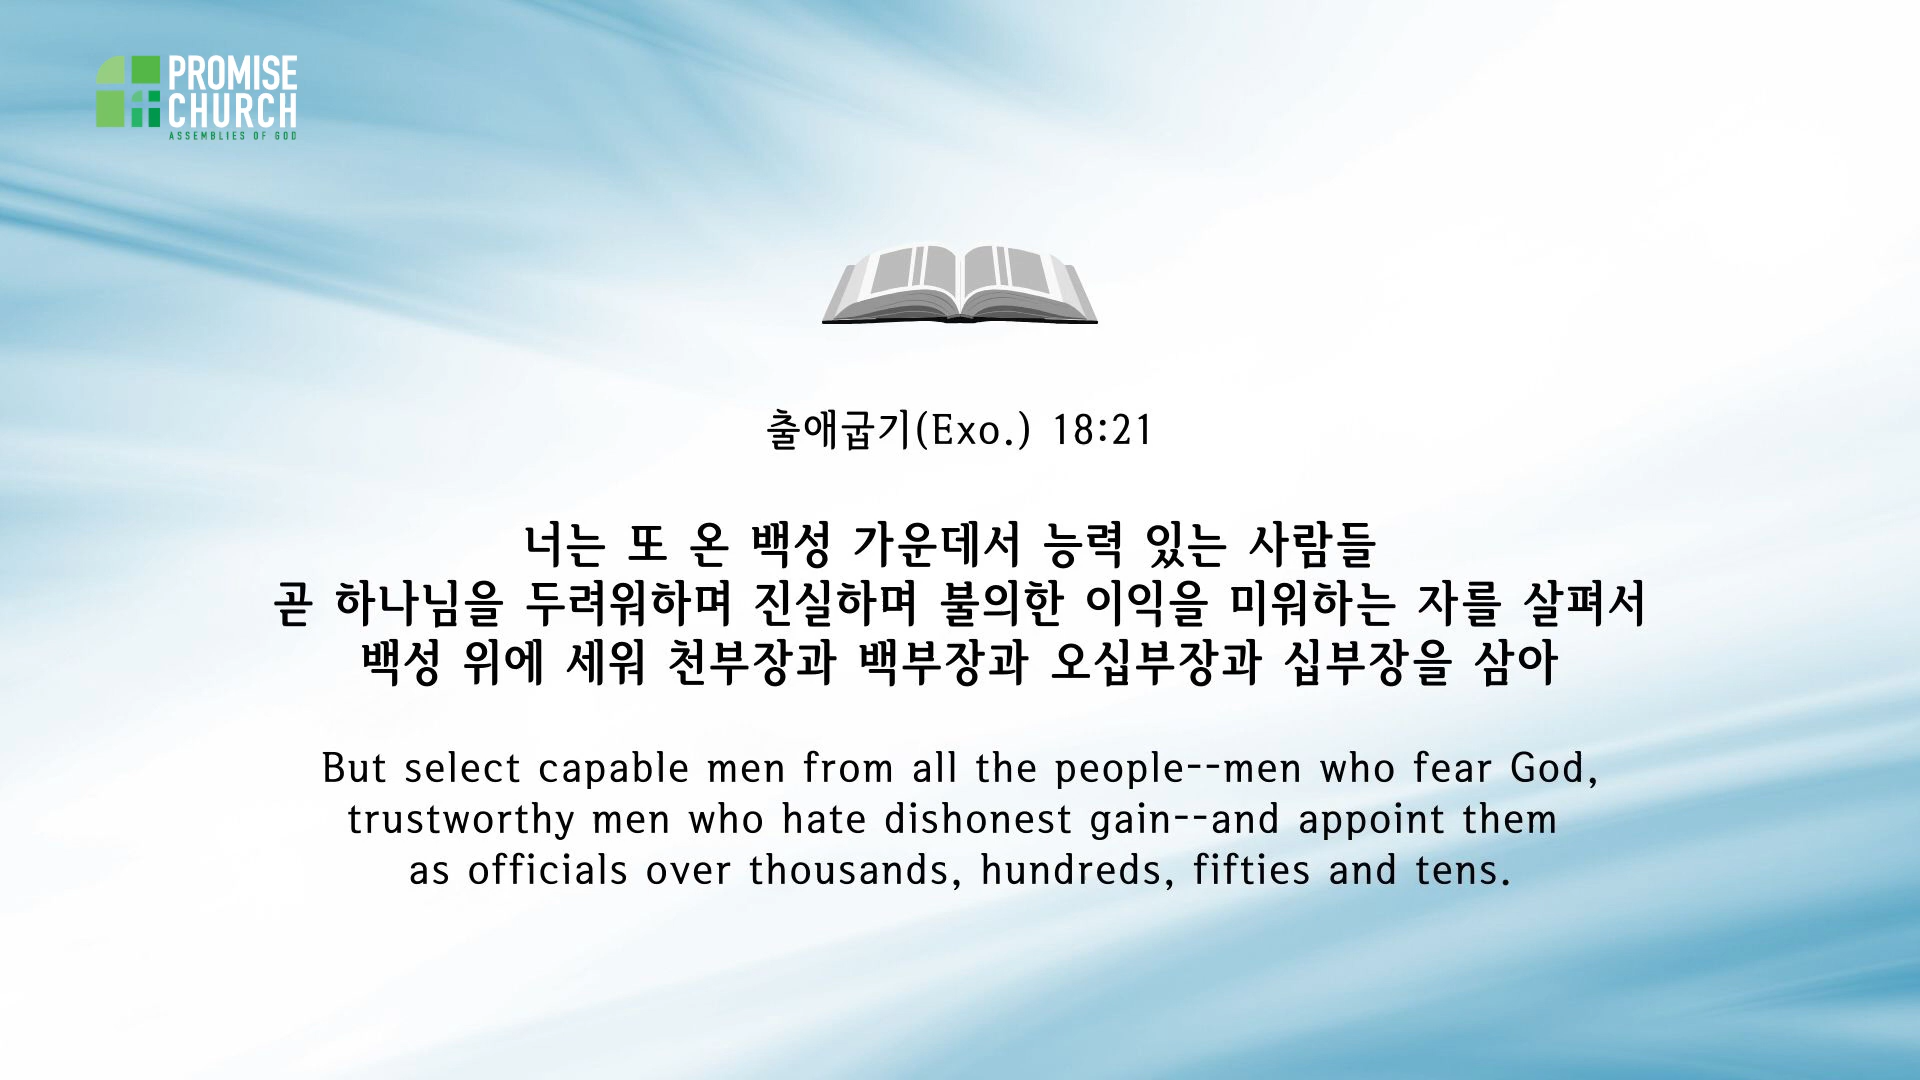 PROMISE
CHURCH
ASSEMBLIES OF GOD
출애굽기(Exo.) 18:21
너는 또 온 백성 가운데서 능력 있는 사람들
곧 하나님을 두려워하며 진실하며 불의한 이익을 미워하는 자를 살펴서
백성 위에 세워 천부장과 백부장과 오십부장과 십부장을 삼아
But select capable men from all the people--men who fear God,
trustworthy men who hate dishonest gain--and appoint them
as officials over thousands, hundreds, fifties and tens.